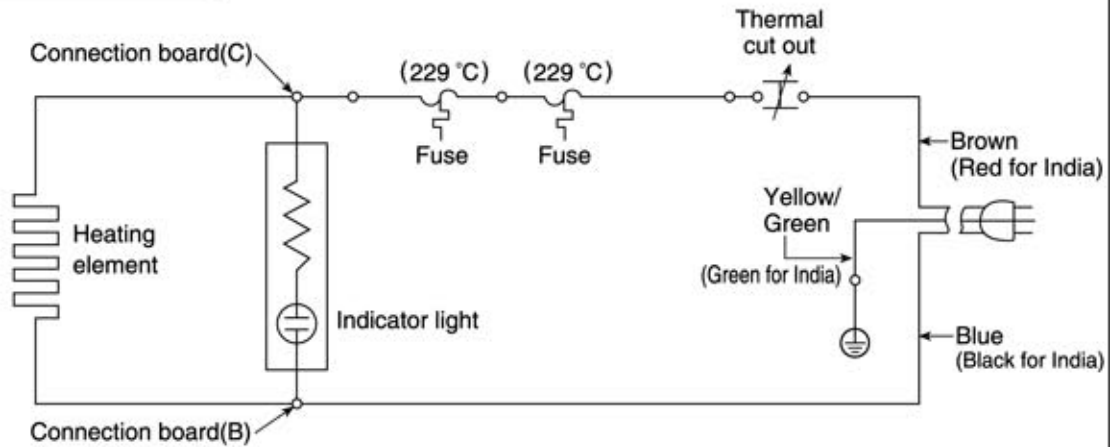 Thermal
cut out
Connection board(C)
(229 °C) (229 °C)
Fuse
Fuse
Brown
(Red for India)
Yellow/
Green
(Green for India)
Heating
element
Indicator light
Blue
(Black for India)
Connection board(B)